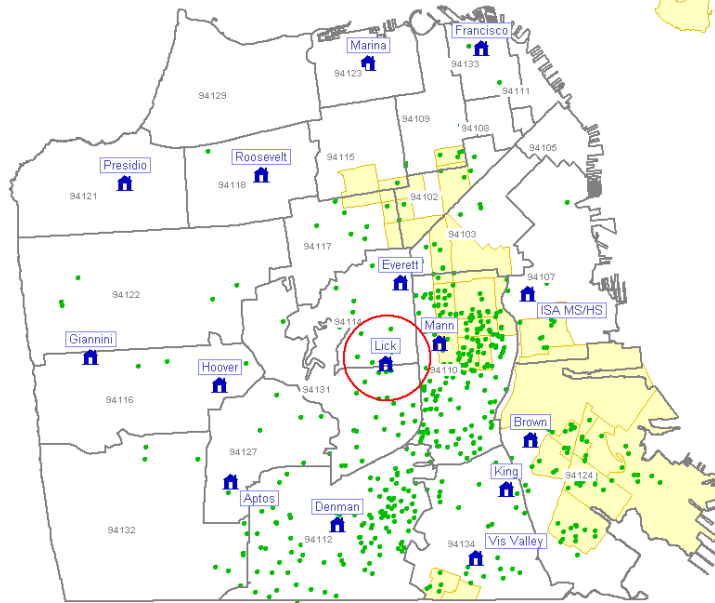 Francisco
Marina
94133
94123
94111
94129
94109
94108
94105
Presidio
Roosevelt
94115
94118
94121
94102
94103
94117
Everett
94107
94122
ISA MS/HS
94114
Mann
Giannini
Lick
Hoover
94110
94131
94116
Brown
94127
King
94124
Aptos
Denman
94132
94112
Vis Valley
94134